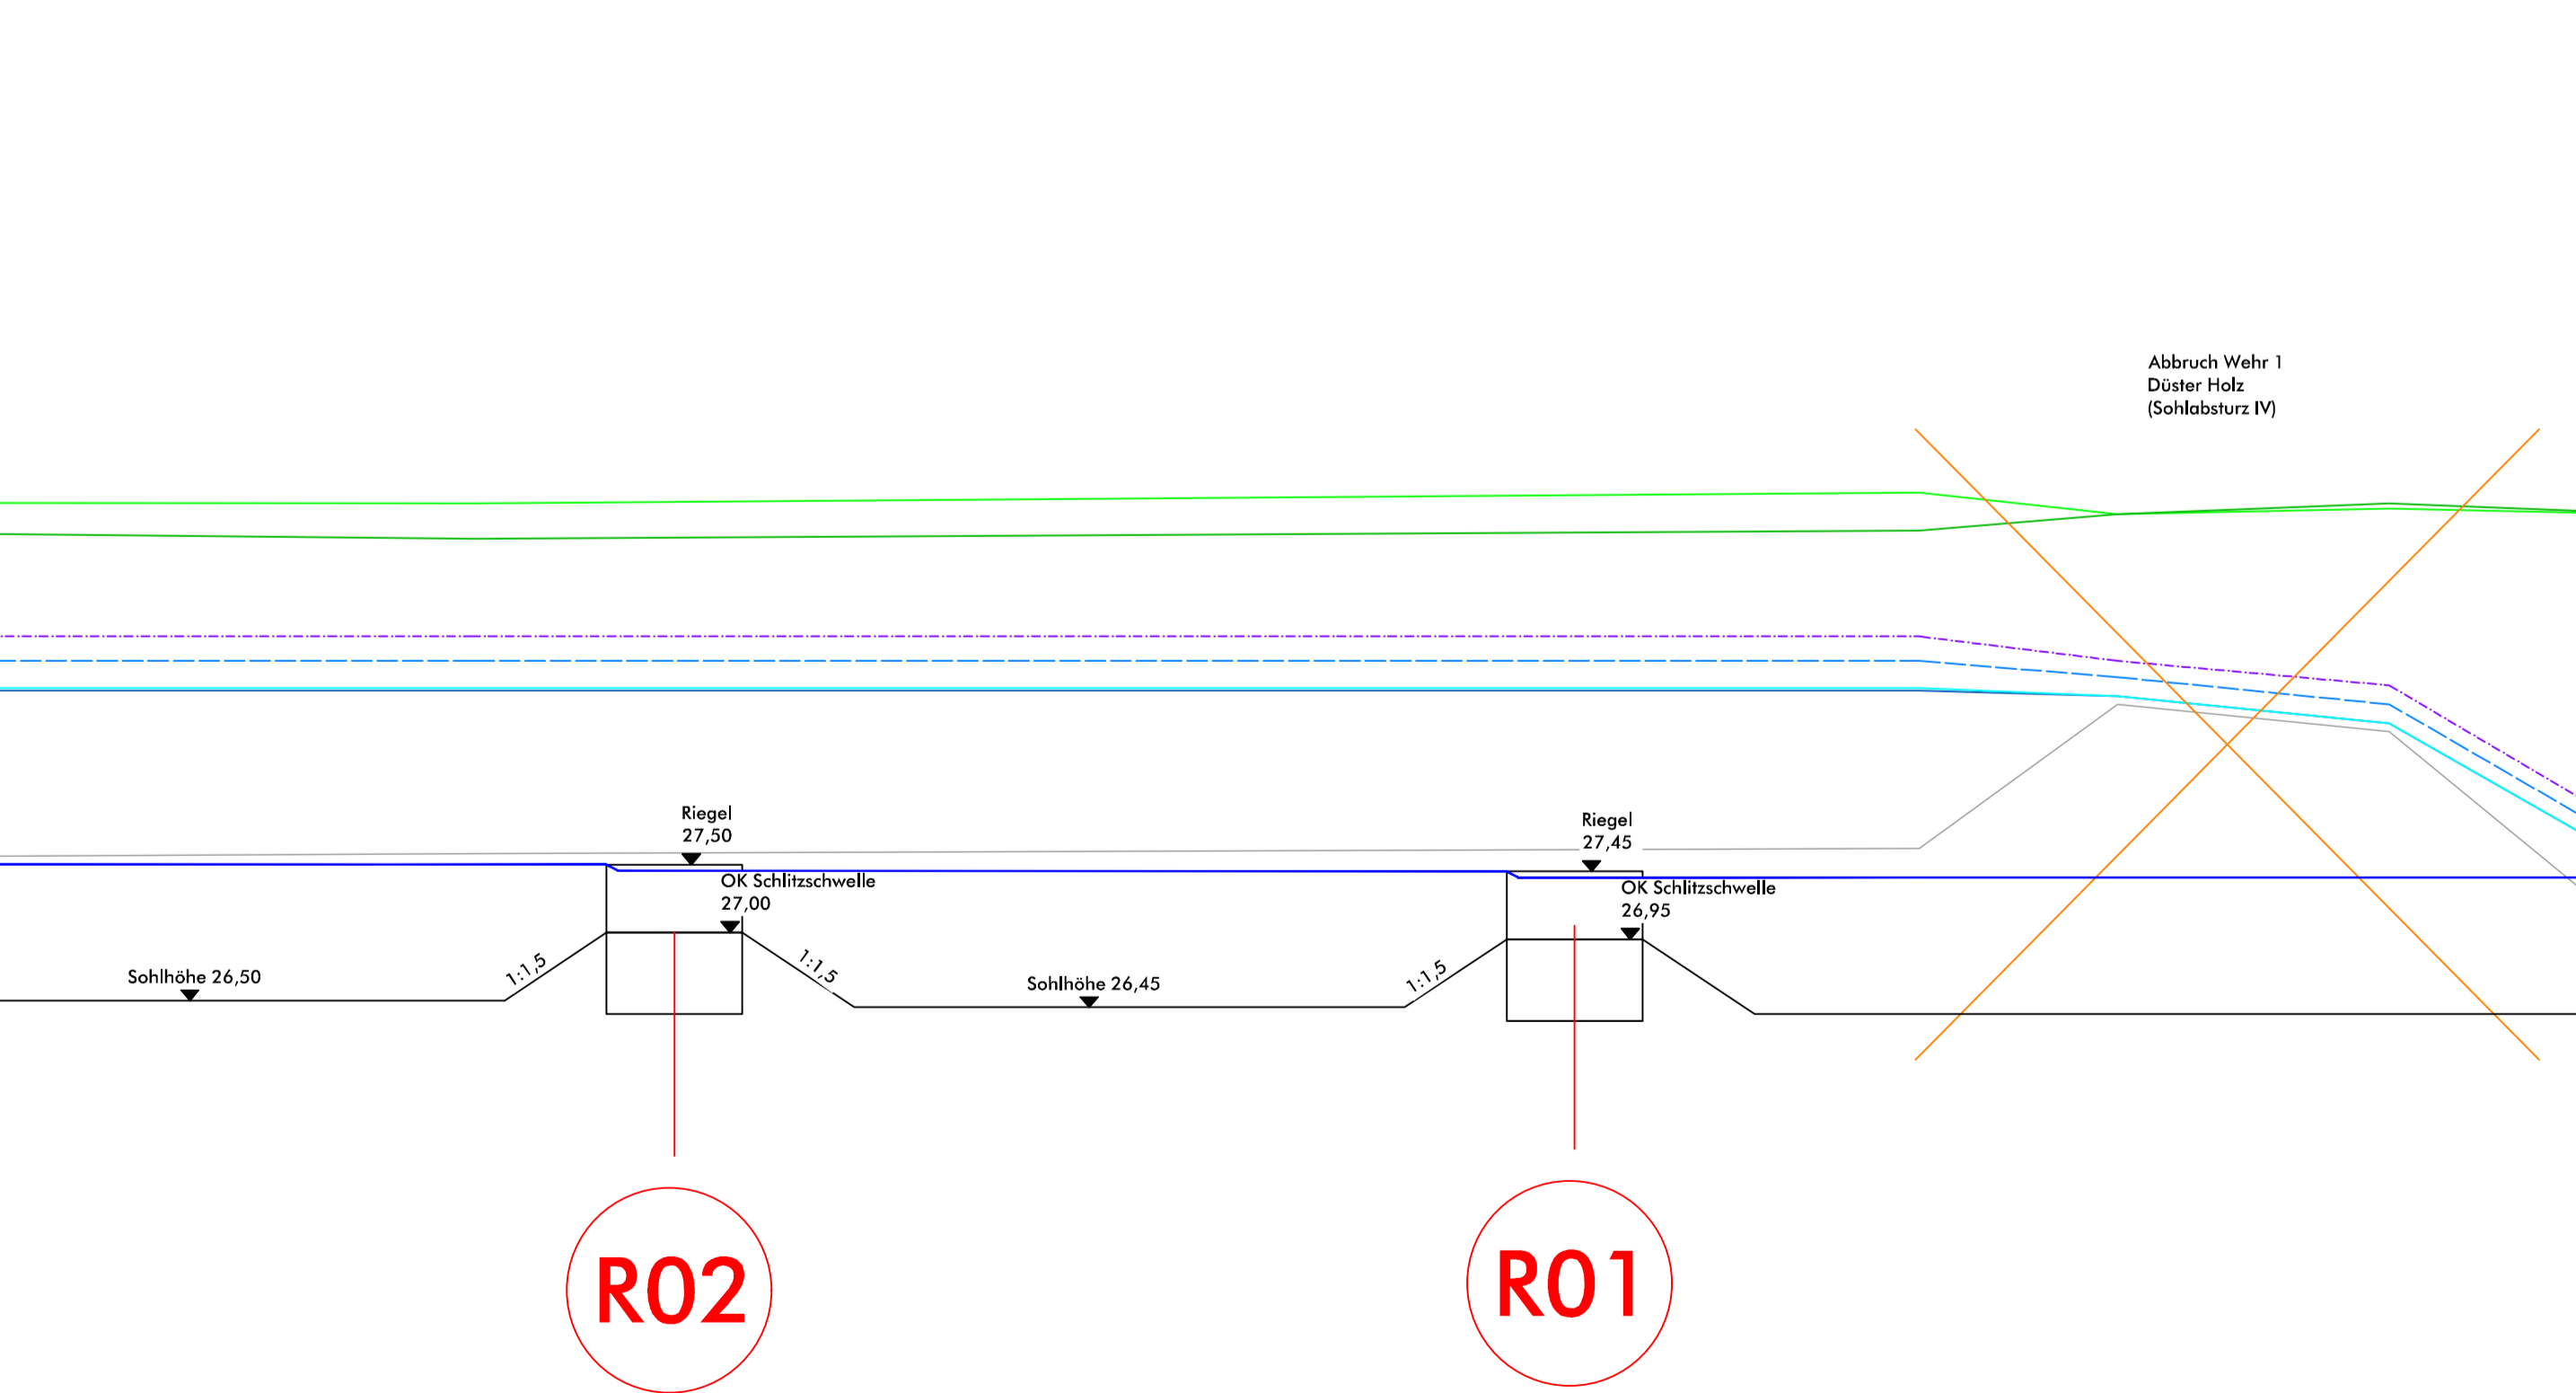 Abbruch Wehr 1
Düster Holz
(Sohlabsturz IV)
Riegel
27,50
OK Schlitzschwelle
27,00
Riegel
27,45
OK Schlitzschwelle
26,95
Sohlhöhe 26,50
1:1,5
1:1,5
Sohlhöhe 26,45
1:1,5
R02
R01